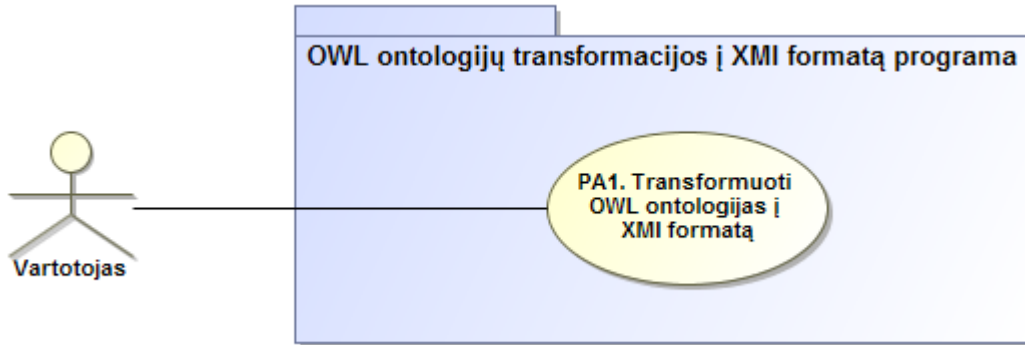 OWL ontologijų transformacijos į XMI formatą programa
PA1. Transformuoti
OWL ontologijas į
XMI formatą
Vartotojas